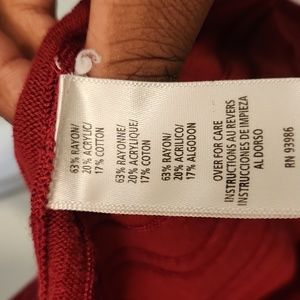 63% RAYON/
20% ACRYLIC/
17% COTTON
63% RAYONNE/
20% ACRYLIQUE/
17% COTON
63% RAYON/
20% ACRILICO/
17% ALGODON
OVER FOR CARE
INSTRUCTIONS AU REVERS
INSTRUCCIONES DE LIMPIEZA
AL DORSO
RN 93986